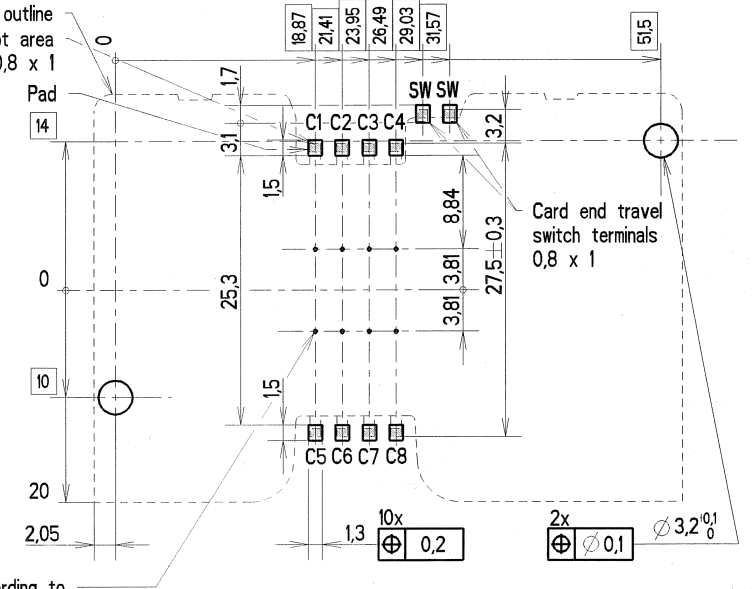 outline
ot area
0,8 x 1
Pad
0
18,87
21,41
23,95
26,49
29,03
31,57
51,5
1,7
SW SW
C1 C2 C3 C4
14
3,1
3,2
1,5
8,84
Card end travel
switch terminals
0,8 x 1
27,5±0,3
0
25,3
3,81
3,81
10
1,5
C5 C6 C7 C8
20
2,05
1,3
10x
0,2
2x
∅ 0,1
∅ 3,2 +0,1 0
rding to